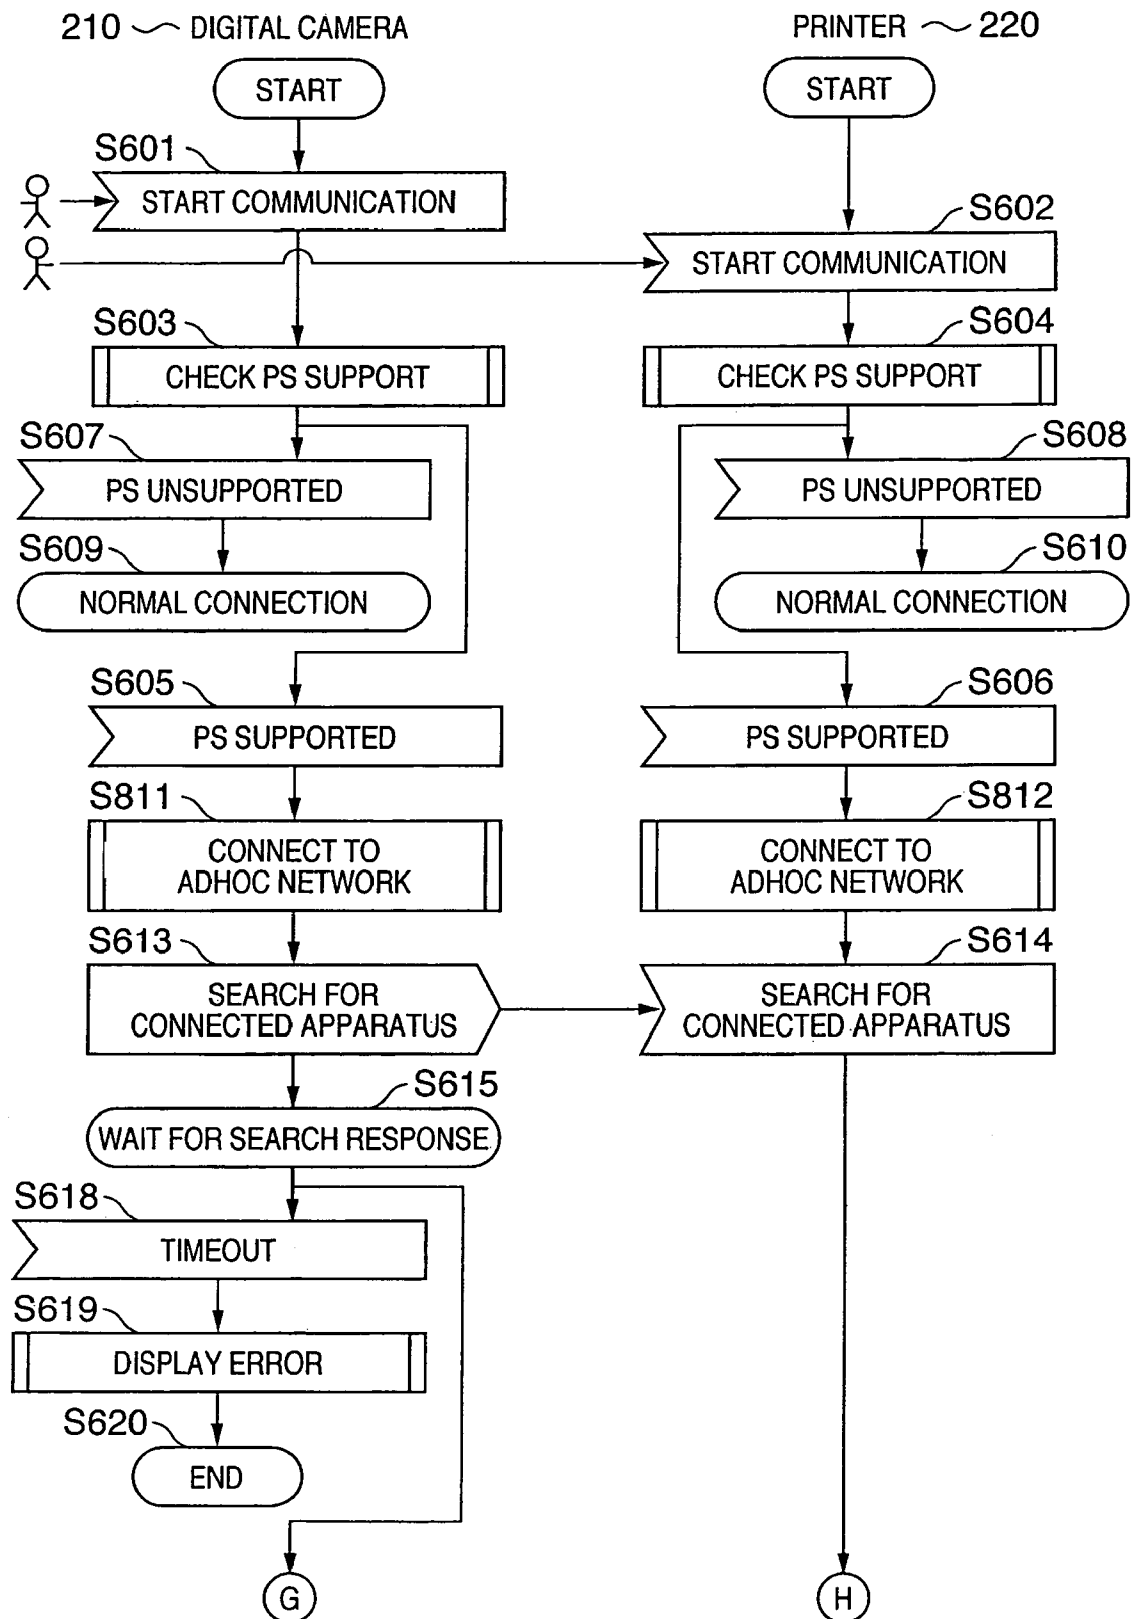 210 DIGITAL CAMERA
PRINTER 220
START
START
S601
START COMMUNICATION
S602
START COMMUNICATION
S603
CHECK PS SUPPORT
S604
CHECK PS SUPPORT
S607
PS UNSUPPORTED
S608
PS UNSUPPORTED
S609
NORMAL CONNECTION
S610
NORMAL CONNECTION
S605
PS SUPPORTED
S606
PS SUPPORTED
S811
CONNECT TO
ADHOC NETWORK
S812
CONNECT TO
ADHOC NETWORK
S613
SEARCH FOR
CONNECTED APPARATUS
S614
SEARCH FOR
CONNECTED APPARATUS
S615
WAIT FOR SEARCH RESPONSE
S618
TIMEOUT
S619
DISPLAY ERROR
S620
END
G
H